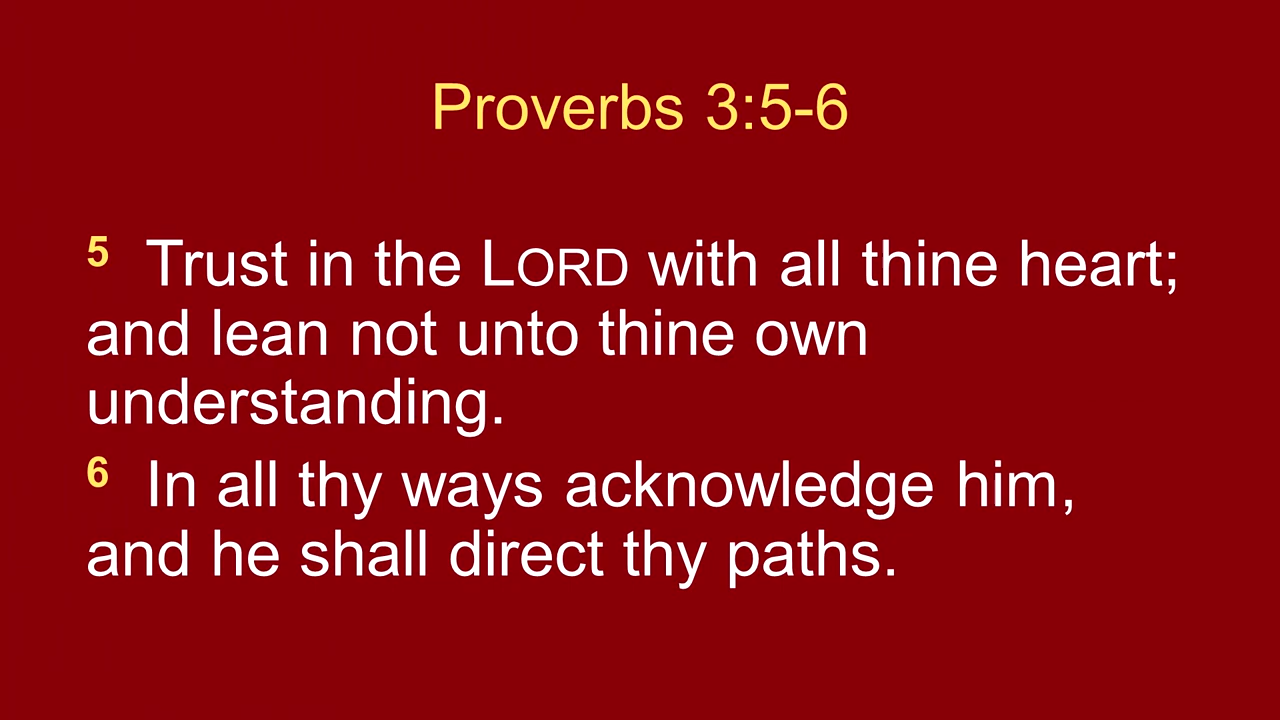 Proverbs 3:5-6
5 Trust in the LORD with all thine heart;
and lean not unto thine own
understanding.
6 In all thy ways acknowledge him,
and he shall direct thy paths.